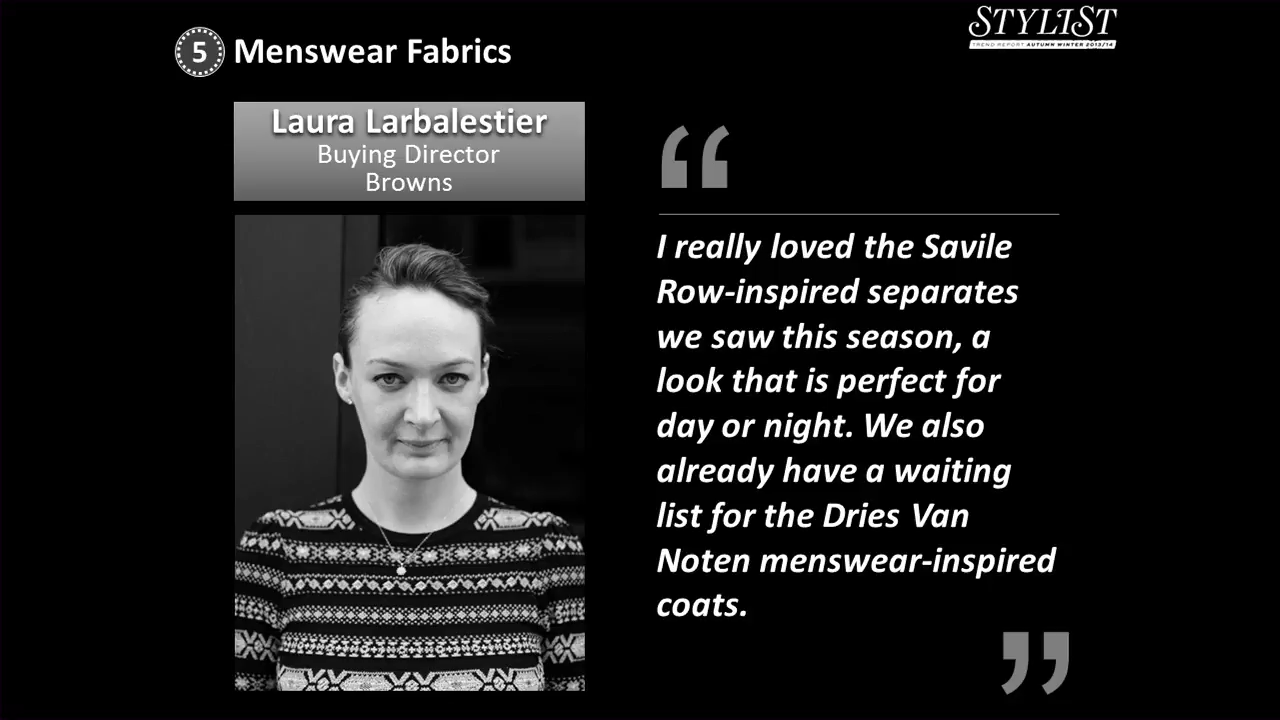 STYLIST
TREND REPORT AUTUMN WINTER 2013/14
5 Menswear Fabrics
Laura Larbalestier
Buying Director
Browns
“
I really loved the Savile
Row-inspired separates
we saw this season, a
look that is perfect for
day or night. We also
already have a waiting
list for the Dries Van
Noten menswear-inspired
coats.
”